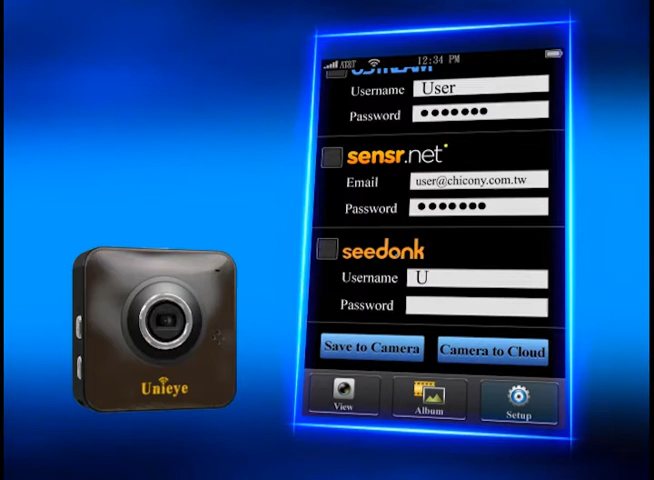 AT&T 12:34 PM
USTREAM
Username User
Password •••••••
sensr.net
Email user@chicony.com.tw
Password •••••••
seedonk
Username U
Password
Save to Camera Camera to Cloud
View Album Setup
Unieye